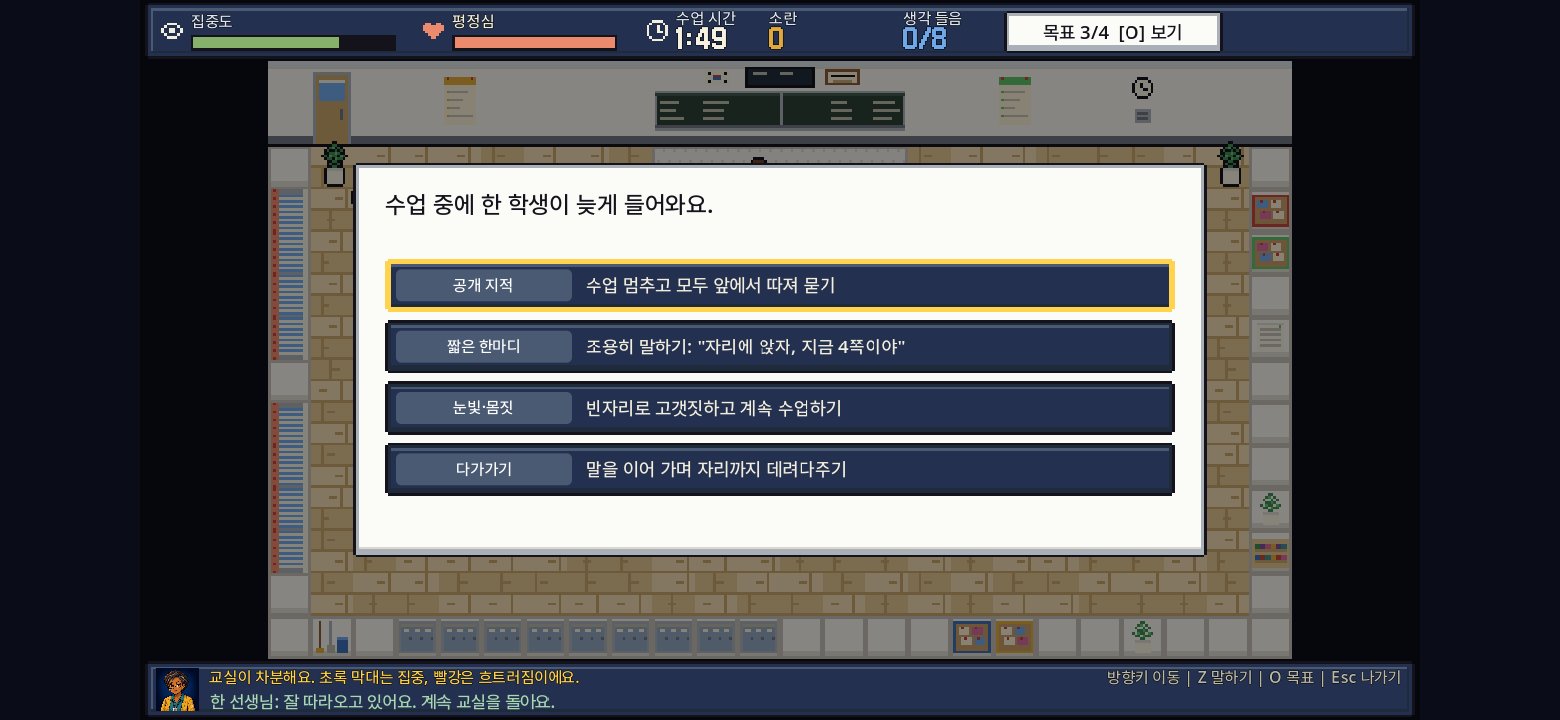 집중도
평정심
수업 시간
1:49
소란
0
생각 들음
0/8
목표 3/4 [O] 보기
수업 중에 한 학생이 늦게 들어와요.
공개 지적 수업 멈추고 모두 앞에서 따져 묻기
짧은 한마디 조용히 말하기: "자리에 앉자, 지금 4쪽이야"
눈빛·몸짓 빈자리로 고갯짓하고 계속 수업하기
다가가기 말을 이어 가며 자리까지 데려다주기
교실이 차분해요. 초록 막대는 집중, 빨강은 흐트러짐이에요.
한 선생님: 잘 따라오고 있어요. 계속 교실을 돌아요.
방향키 이동 | Z 말하기 | O 목표 | Esc 나가기